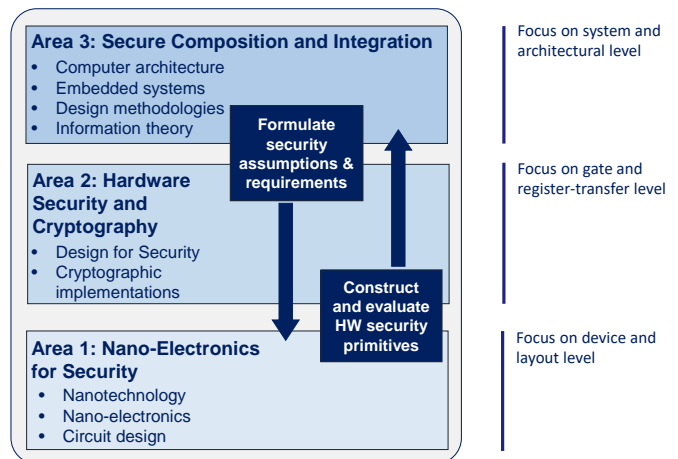 Area 3: Secure Composition and Integration
• Computer architecture
• Embedded systems
• Design methodologies
• Information theory
Focus on system and
architectural level
Formulate
security
assumptions &
requirements
Area 2: Hardware
Security and
Cryptography
• Design for Security
• Cryptographic
implementations
Focus on gate and
register-transfer level
Construct
and evaluate
HW security
primitives
Area 1: Nano-Electronics
for Security
• Nanotechnology
• Nano-electronics
• Circuit design
Focus on device and
layout level